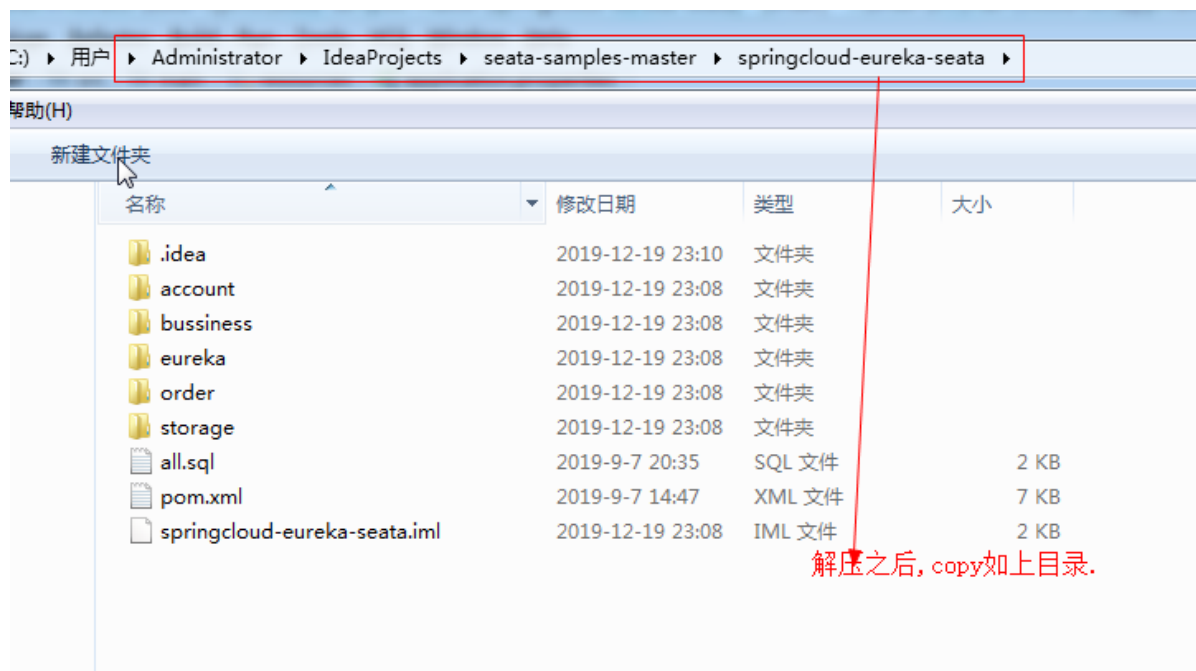 C:) ▸ 用户 ▸ Administrator ▸ IdeaProjects ▸ seata-samples-master ▸ springcloud-eureka-seata ▸
帮助(H)
新建文件夹
名称 修改日期 类型 大小
.idea 2019-12-19 23:10 文件夹
account 2019-12-19 23:08 文件夹
bussiness 2019-12-19 23:08 文件夹
eureka 2019-12-19 23:08 文件夹
order 2019-12-19 23:08 文件夹
storage 2019-12-19 23:08 文件夹
all.sql 2019-9-7 20:35 SQL 文件 2 KB
pom.xml 2019-9-7 14:47 XML 文件 7 KB
springcloud-eureka-seata.iml 2019-12-19 23:08 IML 文件 2 KB
解压之后,copy如上目录.